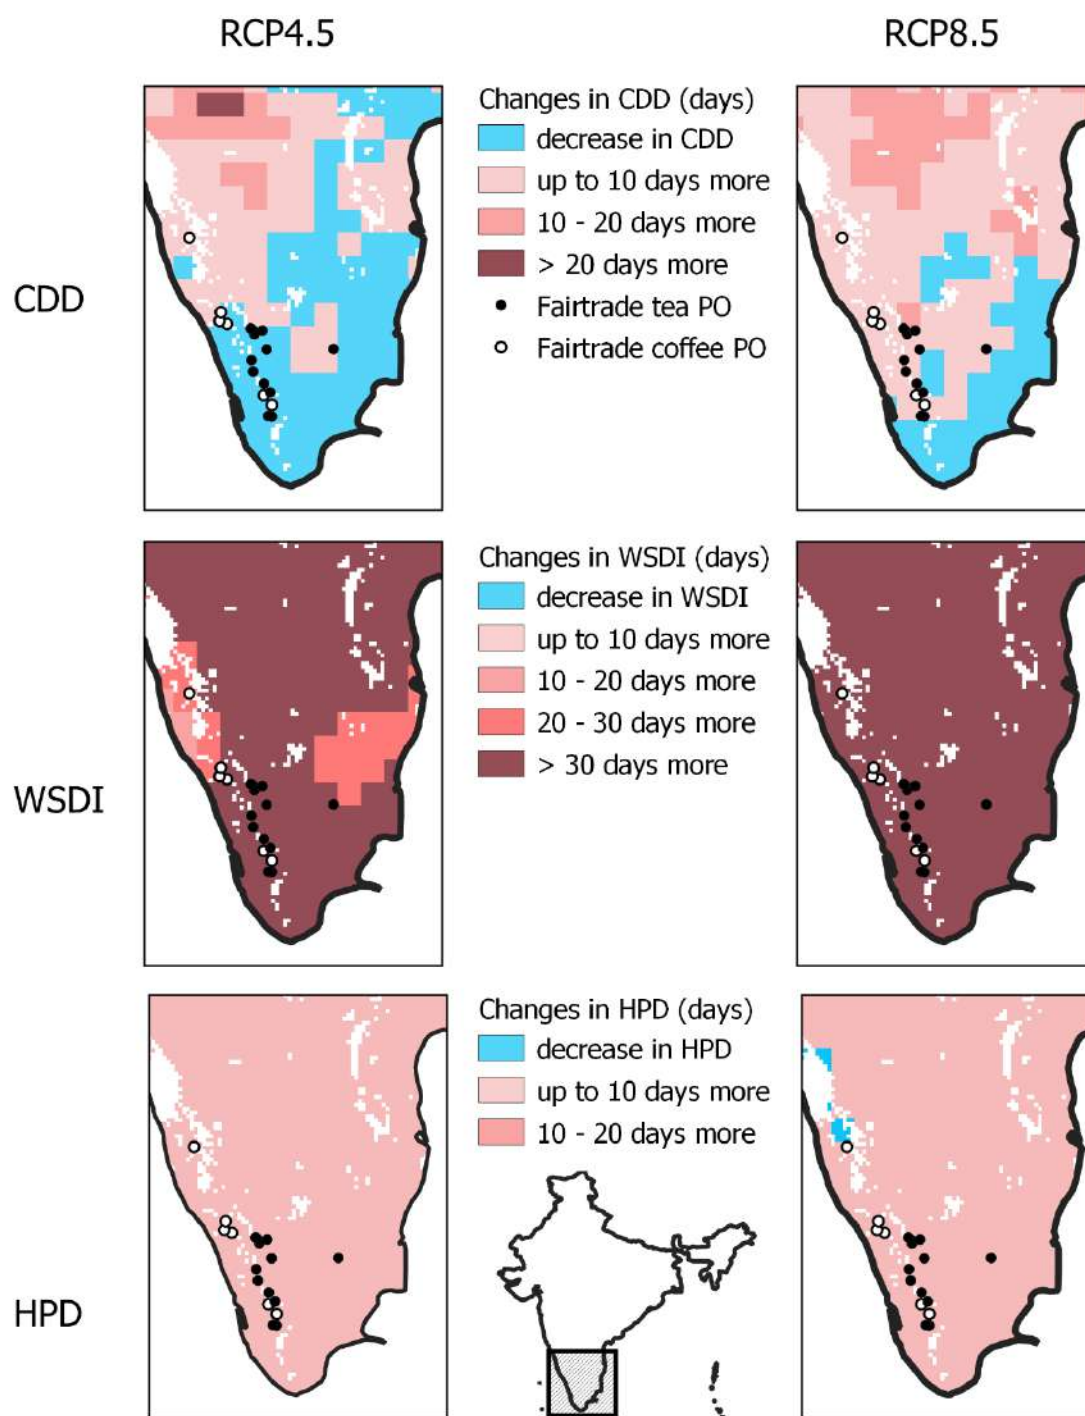 RCP4.5
RCP8.5
CDD
Changes in CDD (days)
decrease in CDD
up to 10 days more
10 - 20 days more
> 20 days more
Fairtrade tea PO
Fairtrade coffee PO
WSDI
Changes in WSDI (days)
decrease in WSDI
up to 10 days more
10 - 20 days more
20 - 30 days more
> 30 days more
HPD
Changes in HPD (days)
decrease in HPD
up to 10 days more
10 - 20 days more